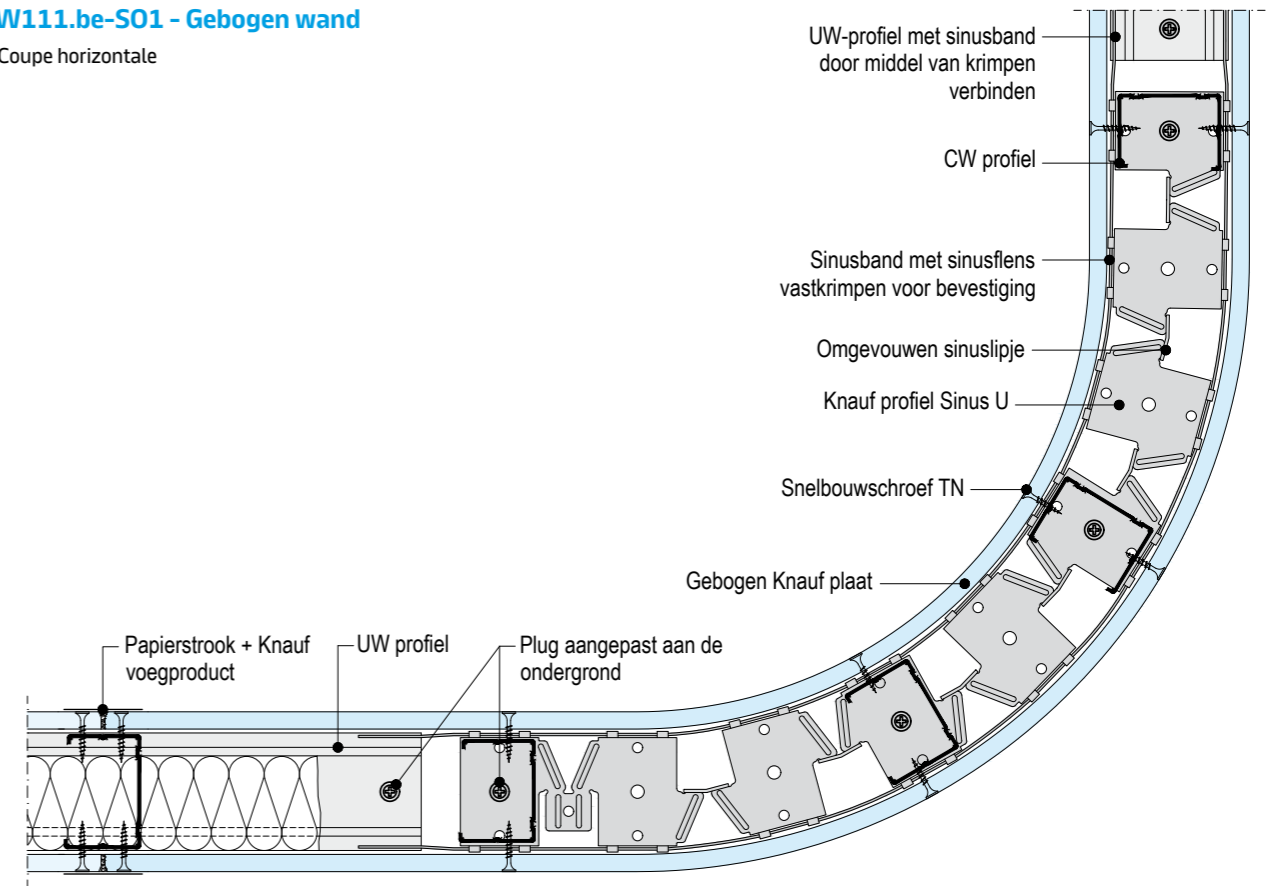 W111.be-SO1 - Gebogen wand
Coupe horizontale
UW-profiel met sinusband
door middel van krimpen
verbinden
CW profiel
Sinusband met sinusflens
vastkrimpen voor bevestiging
Omgevouwen sinuslipje
Knauf profiel Sinus U
Snelbouwschroef TN
Gebogen Knauf plaat
Papierstrook + Knauf
voegproduct
UW profiel
Plug aangepast aan de
ondergrond